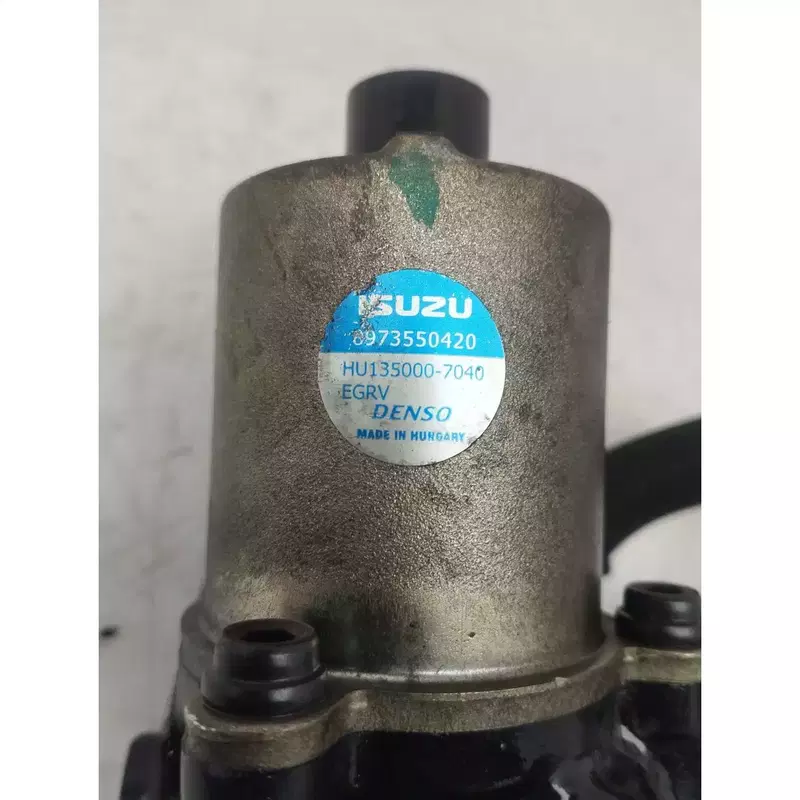 ISUZU
8973550420
HU135000-7040
EGRV
DENSO
MADE IN HUNGARY